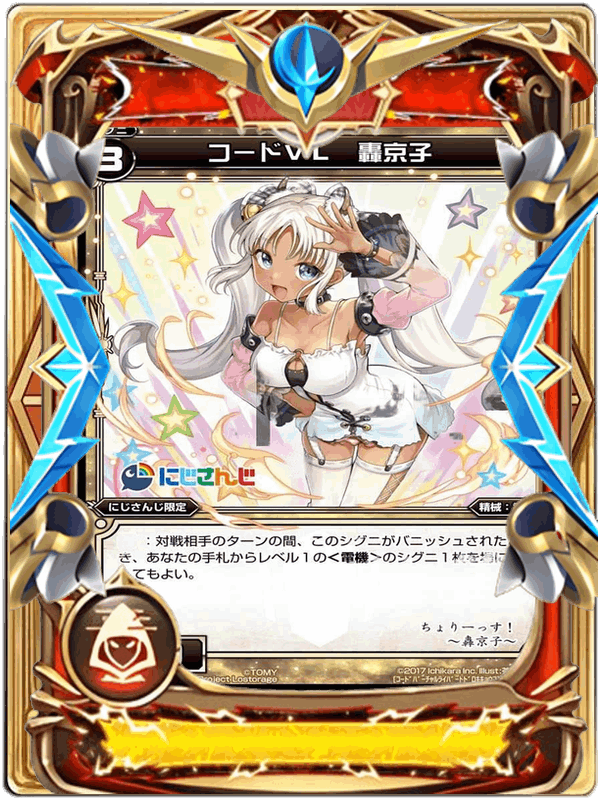 3
コードVL 轟京子
にじさんじ
にじさんじ限定
精械:
:対戦相手のターンの間、このシグニがバニッシュされた
き、あなたの手札からレベル1の<電機>のシグニ1枚を場に
てもよい。
ちょりーっす!
〜轟京子〜
©TOMY
roject Lostorage
©2017 Ichikara Inc. Illust: